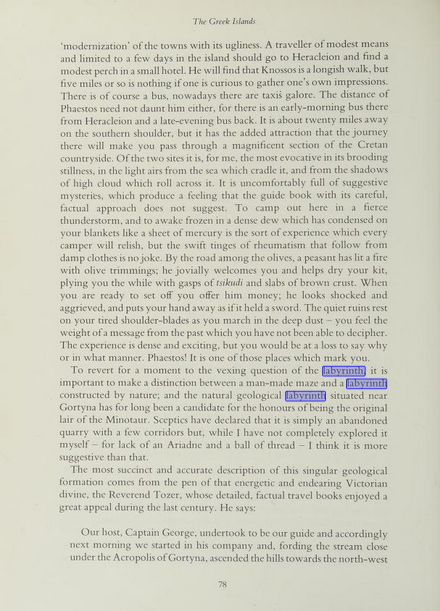 The Greek Islands
'modernization' of the towns with its ugliness. A traveller of modest means
and limited to a few days in the island should go to Heracleion and find a
modest perch in a small hotel. He will find that Knossos is a longish walk, but
five miles or so is nothing if one is curious to gather one's own impressions.
There is of course a bus, nowadays there are taxis galore. The distance of
Phaestos need not daunt him either, for there is an early-morning bus there
from Heracleion and a late-evening bus back. It is about twenty miles away
on the southern shoulder, but it has the added attraction that the journey
there will make you pass through a magnificent section of the Cretan
countryside. Of the two sites it is, for me, the most evocative in its brooding
stillness, in the light airs from the sea which cradle it, and from the shadows
of high cloud which roll across it. It is uncomfortably full of suggestive
mysteries, which produce a feeling that the guide book with its careful,
factual approach does not suggest. To camp out here in a fierce
thunderstorm, and to awake frozen in a dense dew which has condensed on
your blankets like a sheet of mercury is the sort of experience which every
camper will relish, but the swift tinges of rheumatism that follow from
damp clothes is no joke. By the road among the olives, a peasant has lit a fire
with olive trimmings; he jovially welcomes you and helps dry your kit,
plying you the while with gasps of tsikudi and slabs of brown crust. When
you are ready to set off you offer him money; he looks shocked and
aggrieved, and puts your hand away as if it held a sword. The quiet ruins rest
on your tired shoulder-blades as you march in the deep dust – you feel the
weight of a message from the past which you have not been able to decipher.
The experience is dense and exciting, but you would be at a loss to say why
or in what manner. Phaestos! It is one of those places which mark you.
To revert for a moment to the vexing question of the labyrinth, it is
important to make a distinction between a man-made maze and a labyrinth
constructed by nature; and the natural geological labyrinth situated near
Gortyna has for long been a candidate for the honours of being the original
lair of the Minotaur. Sceptics have declared that it is simply an abandoned
quarry with a few corridors but, while I have not completely explored it
myself – for lack of an Ariadne and a ball of thread – I think it is more
suggestive than that.
The most succinct and accurate description of this singular geological
formation comes from the pen of that energetic and endearing Victorian
divine, the Reverend Tozer, whose detailed, factual travel books enjoyed a
great appeal during the last century. He says:
Our host, Captain George, undertook to be our guide and accordingly
next morning we started in his company and, fording the stream close
under the Acropolis of Gortyna, ascended the hills towards the north-west
78